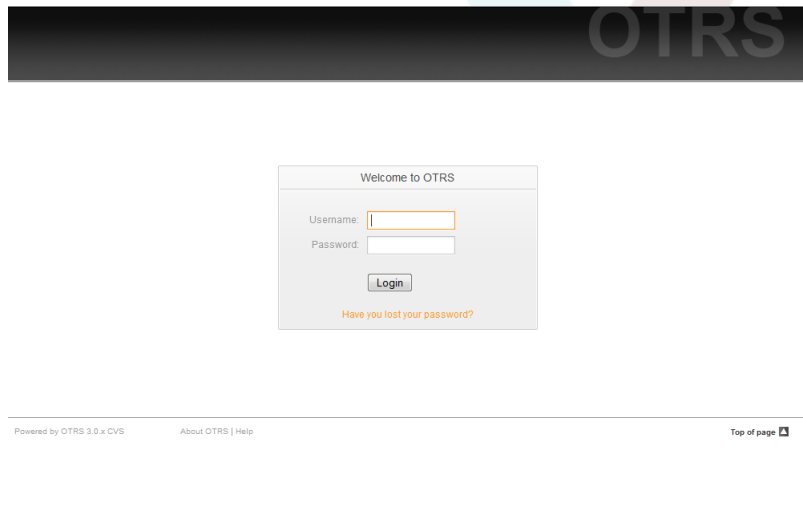 OTRS
Welcome to OTRS
Username:
Password:
Login
Have you lost your password?
Powered by OTRS 3.0.x CVS About OTRS | Help Top of page